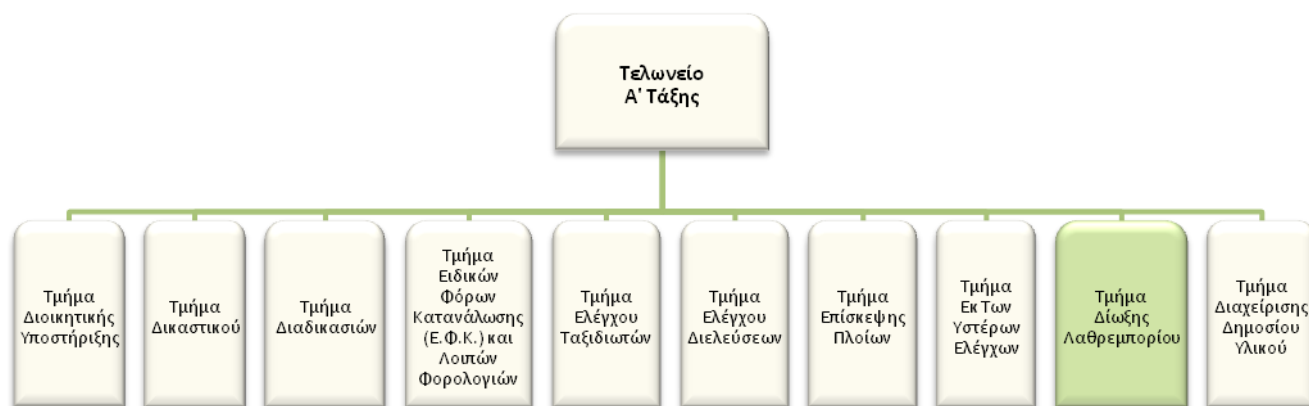 Τελωνείο
Α' Τάξης
Τμήμα
Διοικητικής
Υποστήριξης
Τμήμα
Δικαστικού
Τμήμα
Διαδικασιών
Τμήμα
Ειδικών
Φόρων
Κατανάλωσης
(Ε.Φ.Κ.) και
Λοιπών
Φορολογιών
Τμήμα
Ελέγχου
Ταξιδιωτών
Τμήμα
Ελέγχου
Διελεύσεων
Τμήμα
Επίσκεψης
Πλοίων
Τμήμα
Εκ Των
Υστέρων
Ελέγχων
Τμήμα
Δίωξης
Λαθρεμπορίου
Τμήμα
Διαχείρισης
Δημοσίου
Υλικού